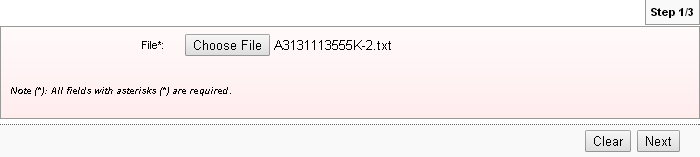 Step 1/3
File*: Choose File A3131113555K-2.txt
Note (*): All fields with asterisks (*) are required.
Clear Next